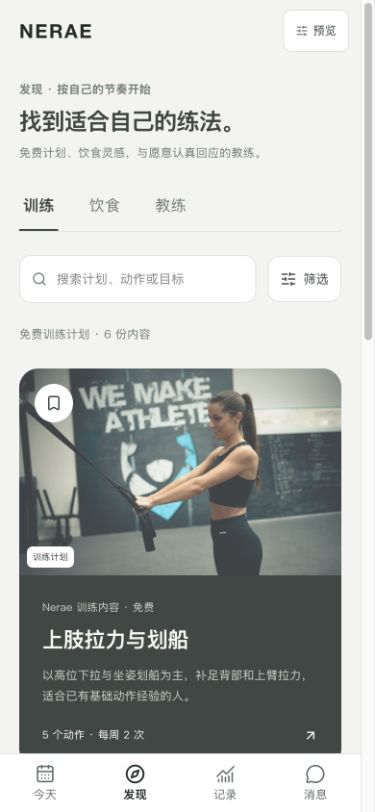 NERAE
预览
发现 · 按自己的节奏开始
找到适合自己的练法。
免费计划、饮食灵感，与愿意认真回应的教练。
训练 饮食 教练
搜索计划、动作或目标
筛选
免费训练计划 · 6 份内容
WE MAKE
ATHLETE
训练计划
Nerae 训练内容 · 免费
上肢拉力与划船
以高位下拉与坐姿划船为主，补足背部和上臂拉力，
适合已有基础动作经验的人。
5 个动作 · 每周 2 次
今天 发现 记录 消息